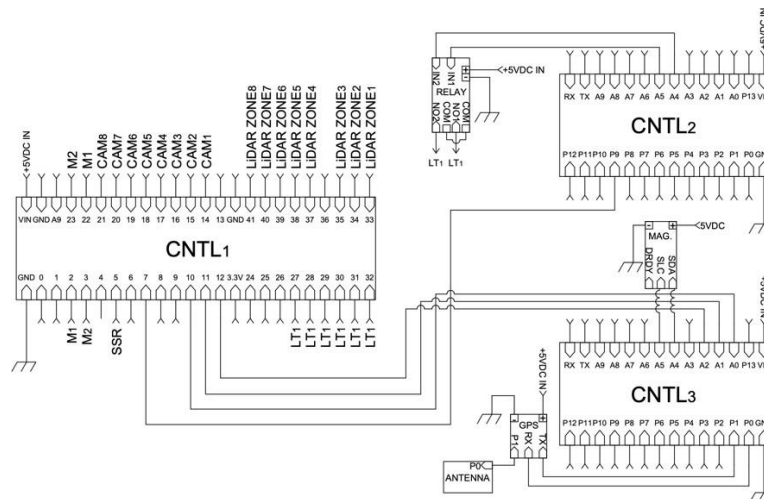 +5VDC IN
M2
M1
CAM8
CAM7
CAM6
CAM5
CAM4
CAM3
CAM2
CAM1
LiDAR ZONE8
LiDAR ZONE7
LiDAR ZONE6
LiDAR ZONE5
LiDAR ZONE4
LiDAR ZONE3
LiDAR ZONE2
LiDAR ZONE1
VIN GND A9 23 22 21 20 19 18 17 16 15 14 13 GND 41 40 39 38 37 36 35 34 33
CNTL1
GND 0 1 2 3 4 5 6 7 8 9 10 11 12 3.3V 24 25 26 27 28 29 30 31 32
M1
M2
SSR
LT1
LT1
LT1
LT1
LT1
LT1
+5VDC IN
IN2 IN1 + -
RELAY
NO2 COM NO1 COM
LT1 LT1
IN 5VDC+
RX TX A9 A8 A7 A6 A5 A4 A3 A2 A1 A0 P13
CNTL2
P12 P11 P10 P9 P8 P7 P6 P5 P4 P3 P2 P1 P0
- +
5VDC
MAG.
DRDY SLC SDA
+5VDC IN
RX TX A9 A8 A7 A6 A5 A4 A3 A2 A1 A0 P13
CNTL3
P12 P11 P10 P9 P8 P7 P6 P5 P4 P3 P2 P1 P0
+5VDC IN
- +
GPS
P1 RX TX
P0
ANTENNA